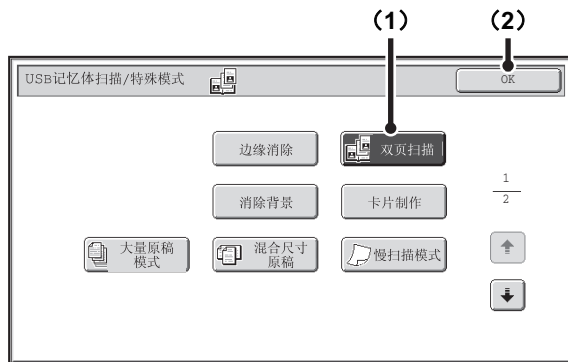 (1)
(2)
USB记忆体扫描/特殊模式
OK
边缘消除
双页扫描
消除背景
卡片制作
1
2
大量原稿
模式
混合尺寸
原稿
慢扫描模式